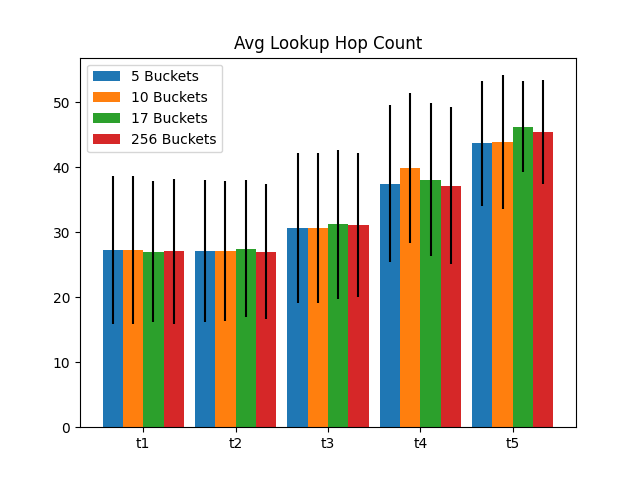 Avg Lookup Hop Count
5 Buckets
10 Buckets
17 Buckets
256 Buckets
50
40
30
20
10
0
t1 t2 t3 t4 t5